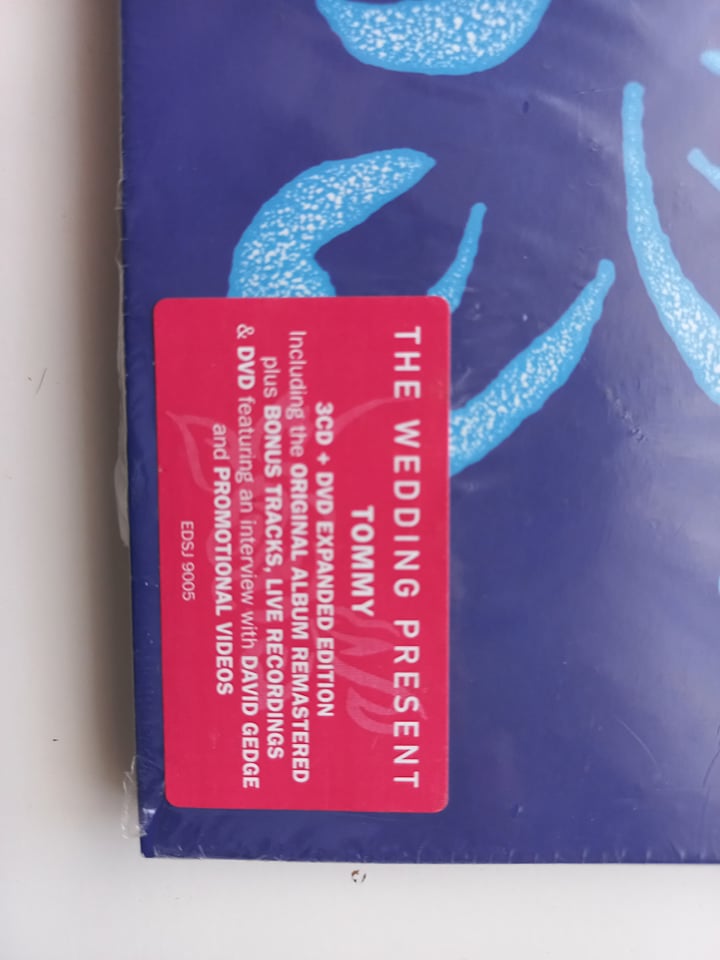 THE WEDDING PRESENT
TOMMY
3CD + DVD EXPANDED EDITION
Including the ORIGINAL ALBUM REMASTERED
plus BONUS TRACKS, LIVE RECORDINGS
& DVD featuring an interview with DAVID GEDGE
and PROMOTIONAL VIDEOS
EDSJ 9005